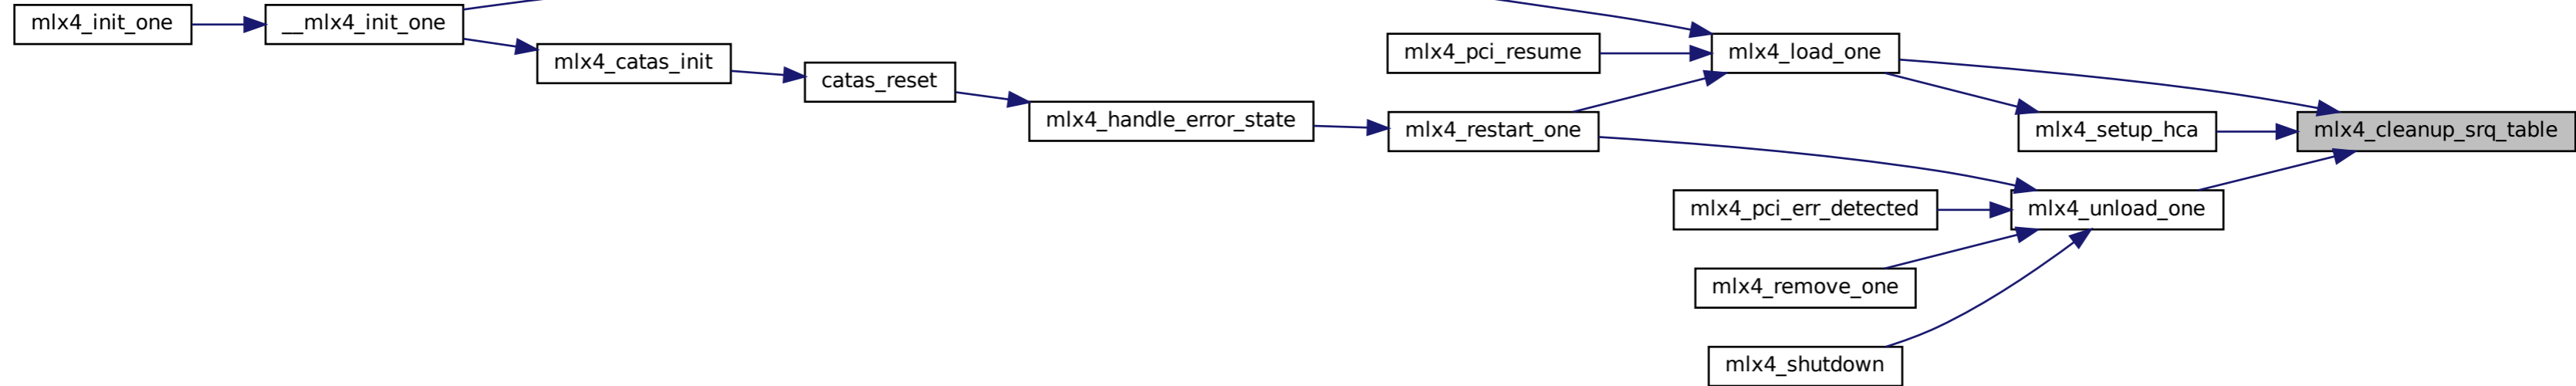 mlx4_init_one
__mlx4_init_one
mlx4_catas_init
catas_reset
mlx4_handle_error_state
mlx4_pci_resume
mlx4_restart_one
mlx4_load_one
mlx4_setup_hca
mlx4_cleanup_srq_table
mlx4_pci_err_detected
mlx4_unload_one
mlx4_remove_one
mlx4_shutdown